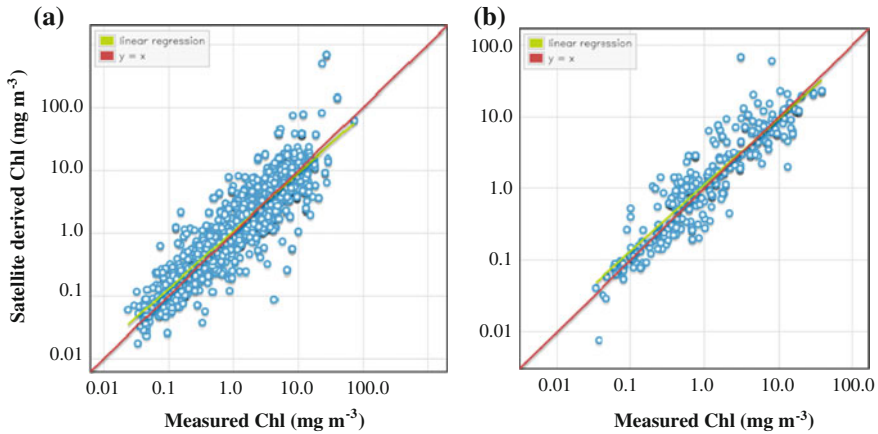 (a)
linear regression
y = x
Satellite derived Chl (mg m⁻³)
100.0
10.0
1.0
0.1
0.01
0.01 0.1 1.0 10.0 100.0
Measured Chl (mg m⁻³)
(b)
linear regression
y = x
100.0
10.0
1.0
0.1
0.01
0.01 0.1 1.0 10.0 100.0
Measured Chl (mg m⁻³)